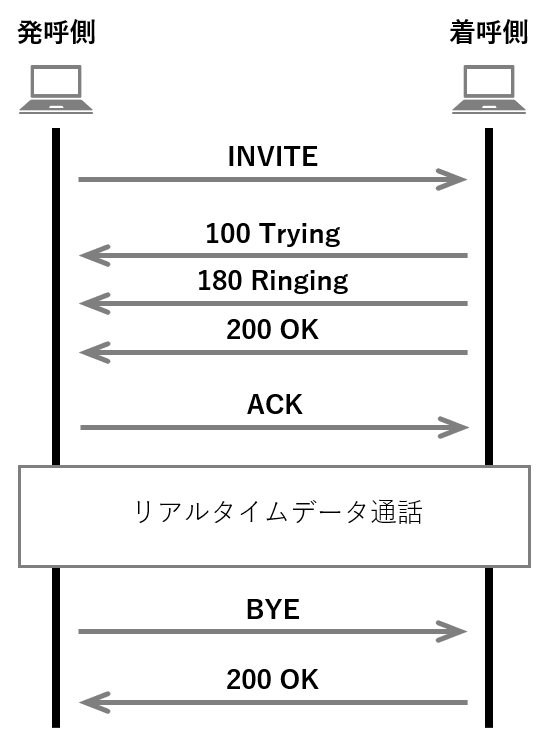 発呼側
着呼側
INVITE
100 Trying
180 Ringing
200 OK
ACK
リアルタイムデータ通話
BYE
200 OK